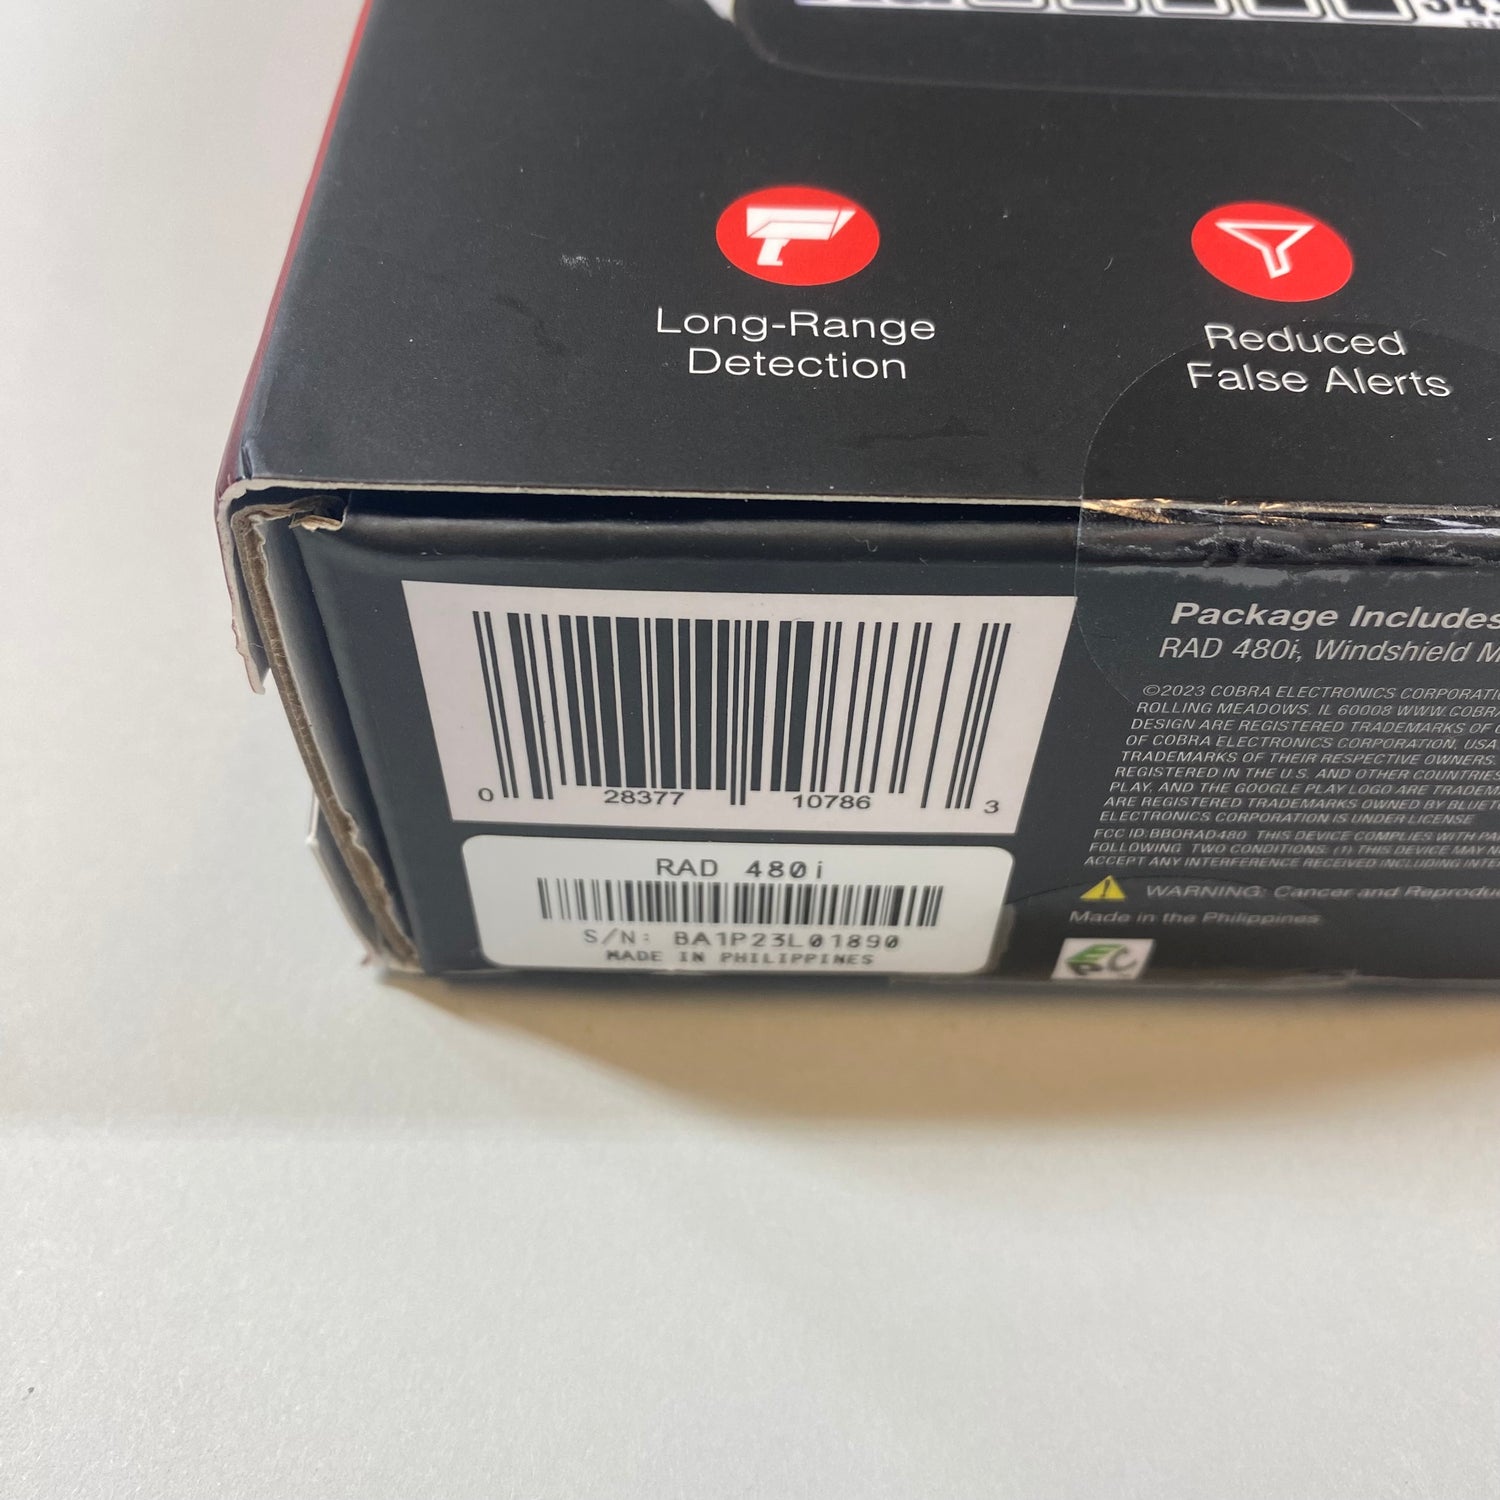 Long-Range
Detection
Reduced
False Alerts
0 28377 10786 3
RAD 480i
S/N: BA1P23L01890
MADE IN PHILIPPINES
Package Includes
RAD 480i, Windshield
©2023 COBRA ELECTRONICS
ROLLING MEADOWS. IL 60008 WWW.COBRA
DESIGN ARE REGISTERED TRADEMARKS OF
OF COBRA ELECTRONICS CORPORATION, USA
TRADEMARKS OF THEIR RESPECTIVE OWNERS.
REGISTERED IN THE U.S. AND OTHER COUNTRIES
PLAY, AND THE GOOGLE PLAY LOGO ARE
ARE REGISTERED TRADEMARKS OWNED BY
ELECTRONICS CORPORATION IS UNDER LICENSE
FCC ID:BBORAD480 THIS DEVICE COMPLIES WITH
FOLLOWING TWO CONDITIONS: (1) THIS DEVICE MAY
ACCEPT ANY INTERFERENCE RECEIVED INCLUDING
WARNING: Cancer and
Made in the Philippines
EPC